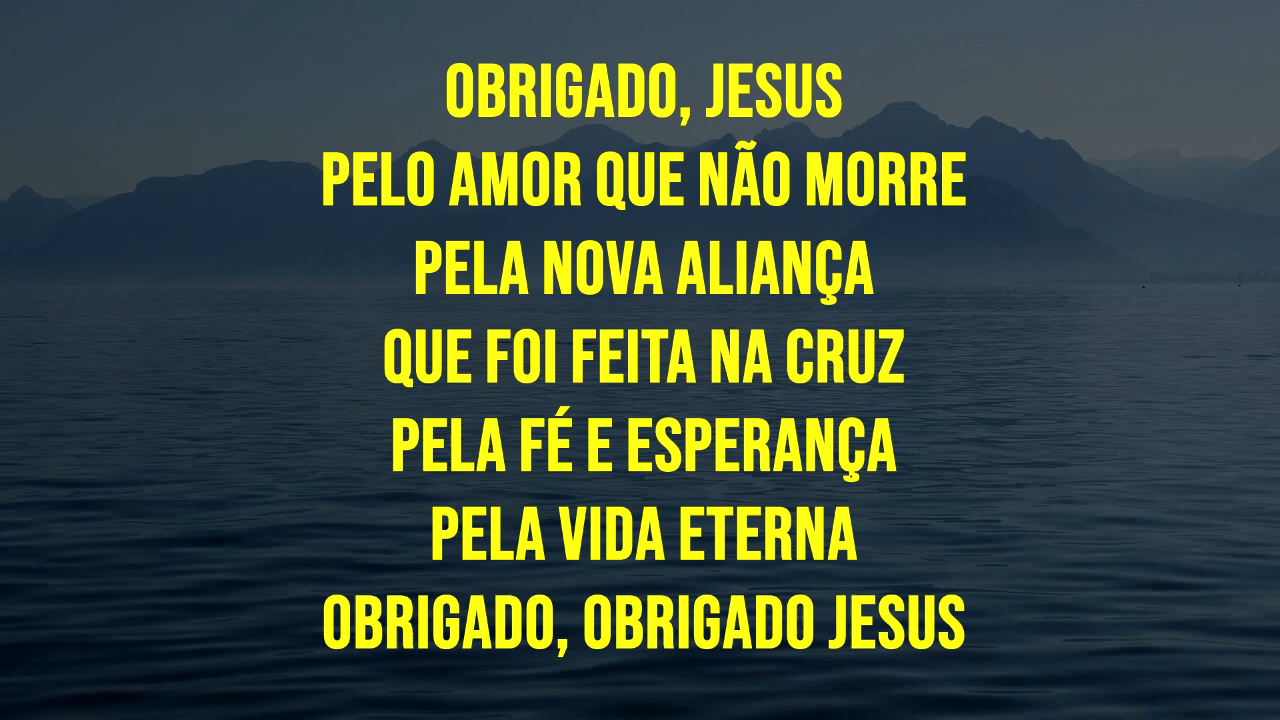 OBRIGADO, JESUS
PELO AMOR QUE NÃO MORRE
PELA NOVA ALIANÇA
QUE FOI FEITA NA CRUZ
PELA FÉ E ESPERANÇA
PELA VIDA ETERNA
OBRIGADO, OBRIGADO JESUS